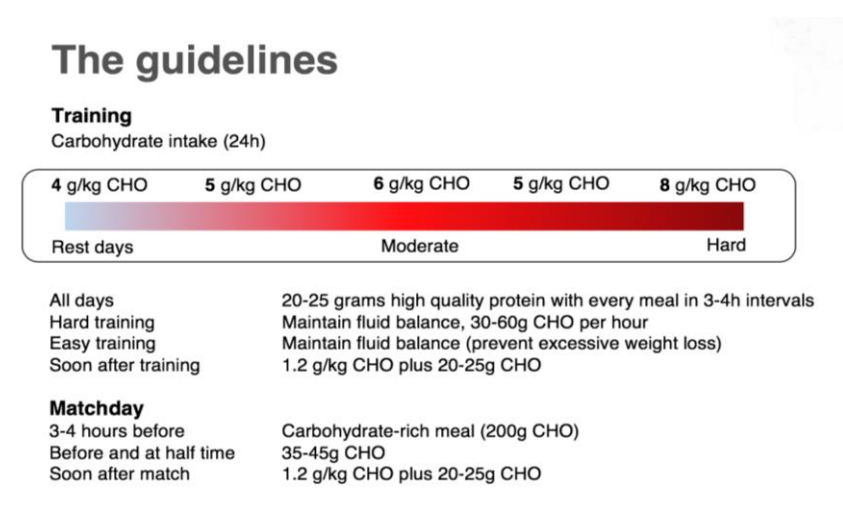 The guidelines
Training
Carbohydrate intake (24h)
4 g/kg CHO 5 g/kg CHO 6 g/kg CHO 5 g/kg CHO 8 g/kg CHO
Rest days Moderate Hard
All days 20-25 grams high quality protein with every meal in 3-4h intervals
Hard training Maintain fluid balance, 30-60g CHO per hour
Easy training Maintain fluid balance (prevent excessive weight loss)
Soon after training 1.2 g/kg CHO plus 20-25g CHO
Matchday
3-4 hours before Carbohydrate-rich meal (200g CHO)
Before and at half time 35-45g CHO
Soon after match 1.2 g/kg CHO plus 20-25g CHO